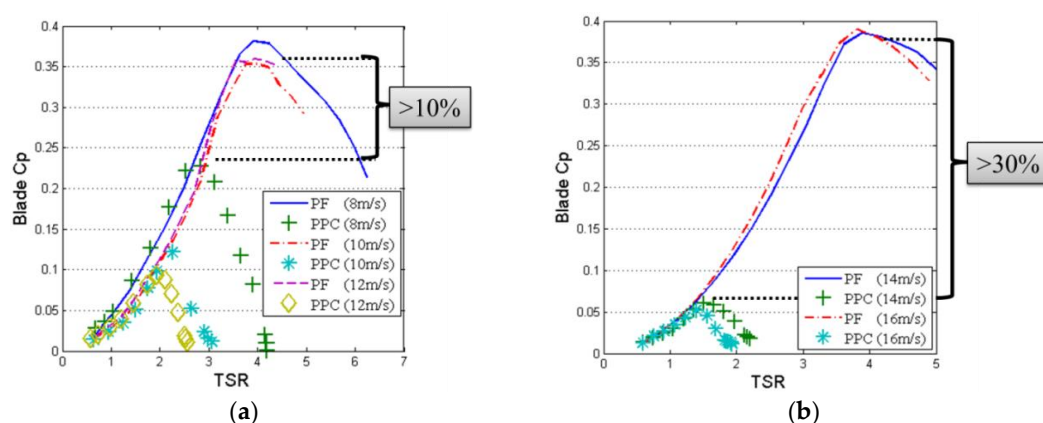 0.4
0.35
0.3
0.25
0.2
0.15
0.1
0.05
0
Blade Cp
0 1 2 3 4 5 6 7
TSR
>10%
PF (8m/s)
PPC (8m/s)
PF (10m/s)
PPC (10m/s)
PF (12m/s)
PPC (12m/s)
(a)
0.4
0.35
0.3
0.25
0.2
0.15
0.1
0.05
0
Blade Cp
0 1 2 3 4 5
TSR
>30%
PF (14m/s)
PPC (14m/s)
PF (16m/s)
PPC (16m/s)
(b)